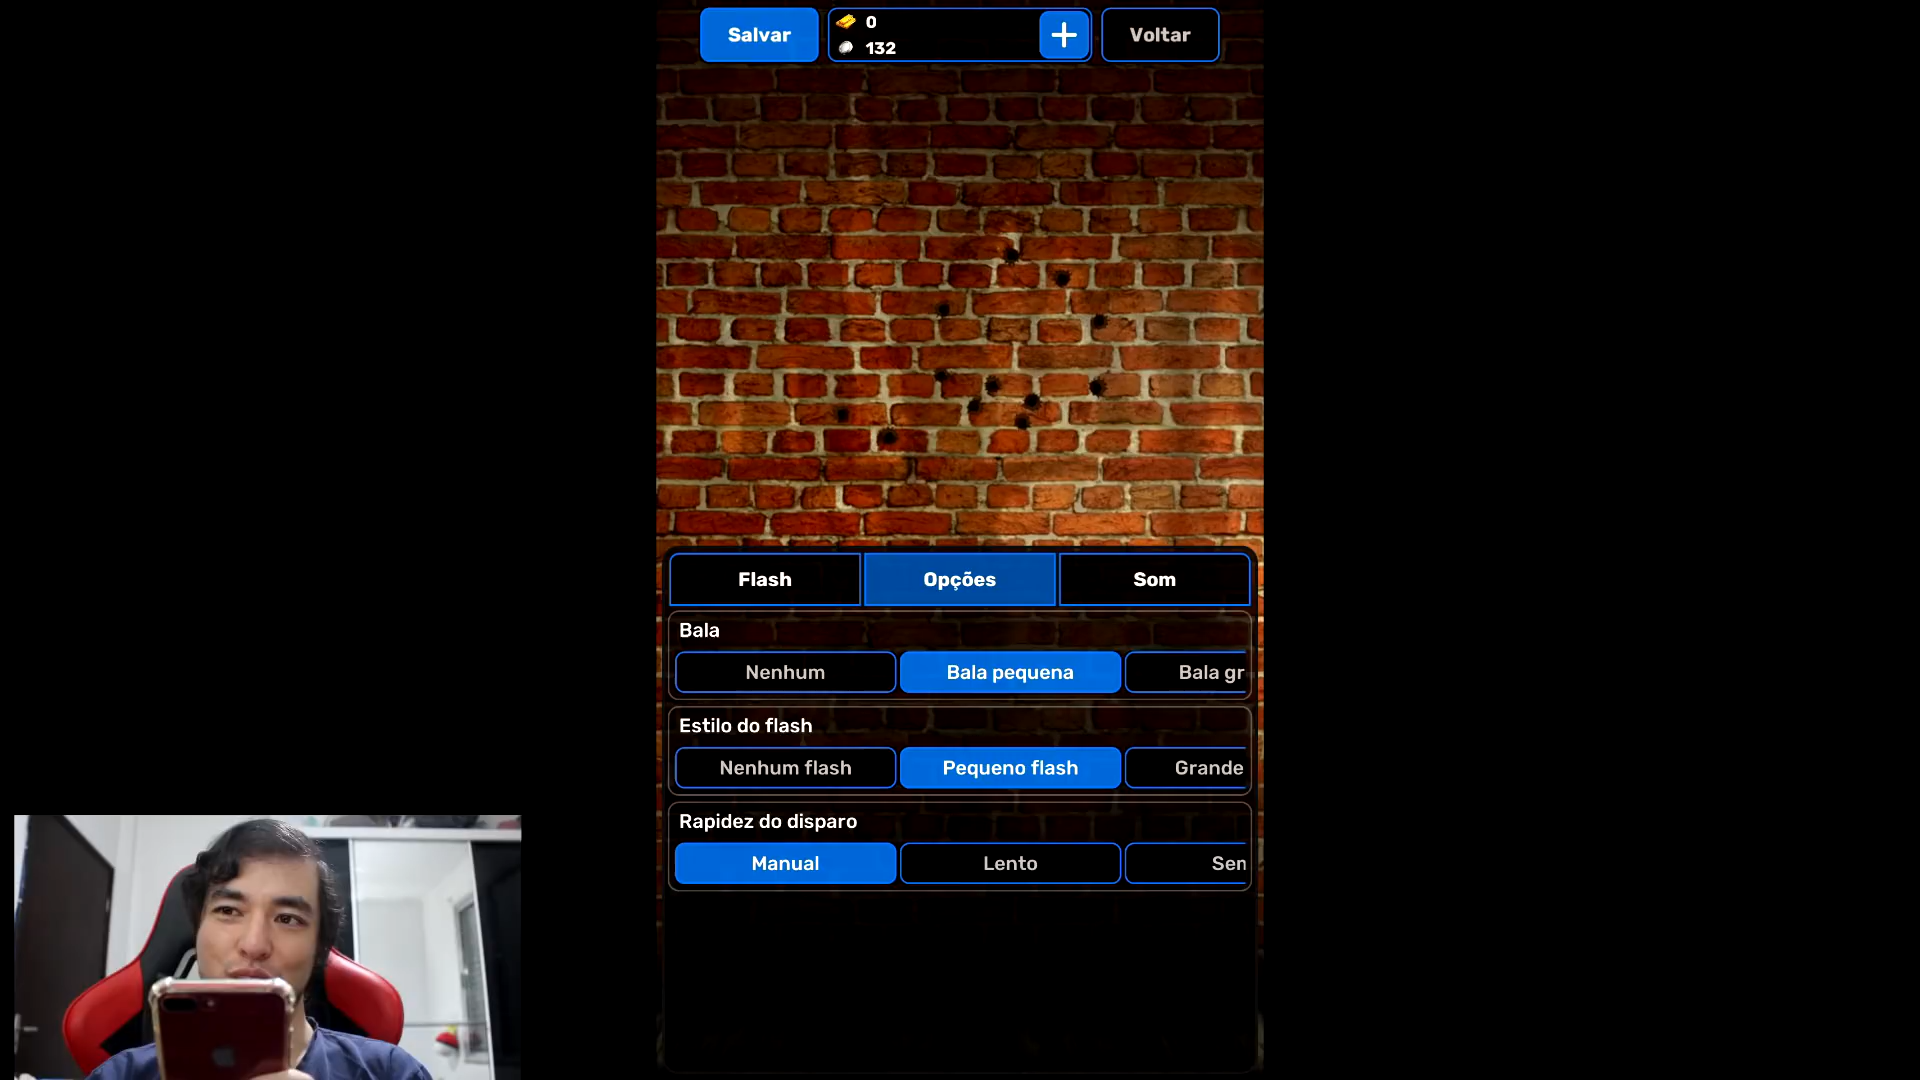 Salvar
0
132
Voltar
Flash
Opções
Som
Bala
Nenhum
Bala pequena
Bala gr
Estilo do flash
Nenhum flash
Pequeno flash
Grande
Rapidez do disparo
Manual
Lento
Sen